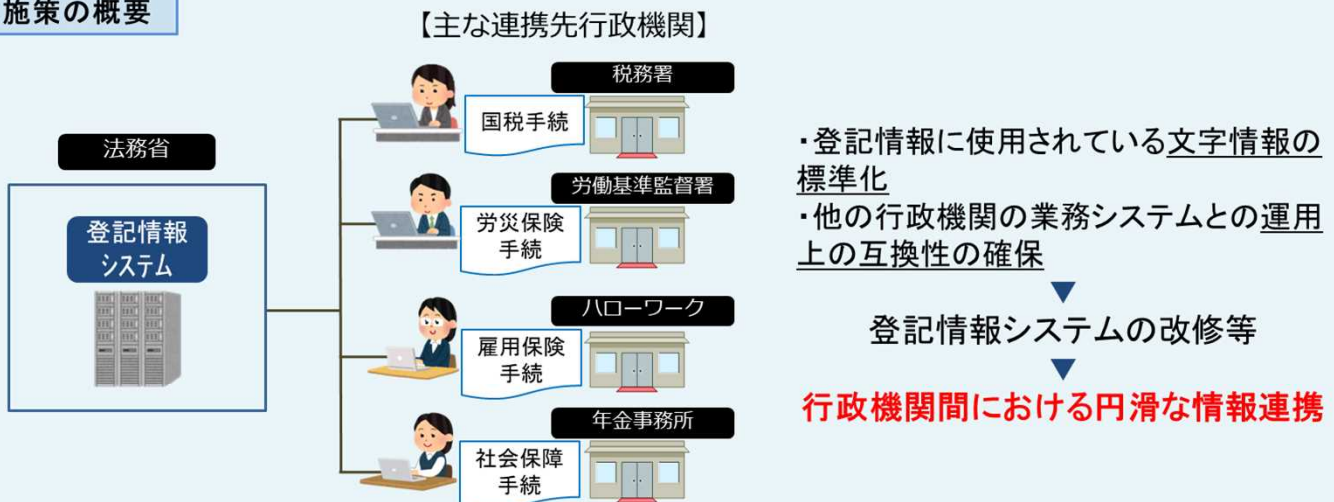 施策の概要
【主な連携先行政機関】
法務省
登記情報
システム
税務署
国税手続
労働基準監督署
労災保険
手続
ハローワーク
雇用保険
手続
年金事務所
社会保障
手続
・登記情報に使用されている文字情報の
標準化
・他の行政機関の業務システムとの運用
上の互換性の確保
▼
登記情報システムの改修等
▼
行政機関間における円滑な情報連携